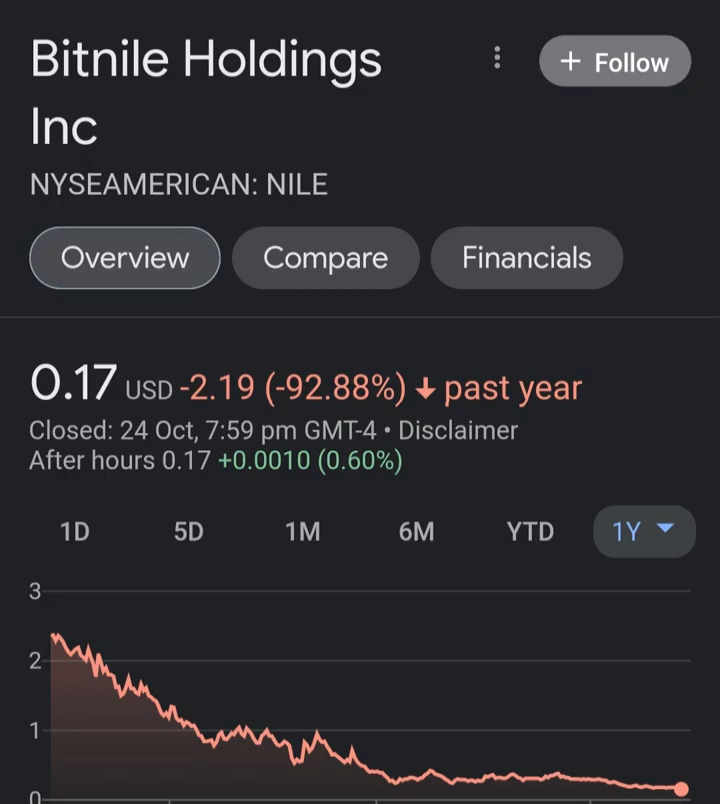 Bitnile Holdings
Inc
+ Follow
NYSEAMERICAN: NILE
Overview
Compare
Financials
0.17 USD -2.19 (-92.88%) ↓ past year
Closed: 24 Oct, 7:59 pm GMT-4 • Disclaimer
After hours 0.17 +0.0010 (0.60%)
1D
5D
1M
6M
YTD
1Y
3
2
1
0